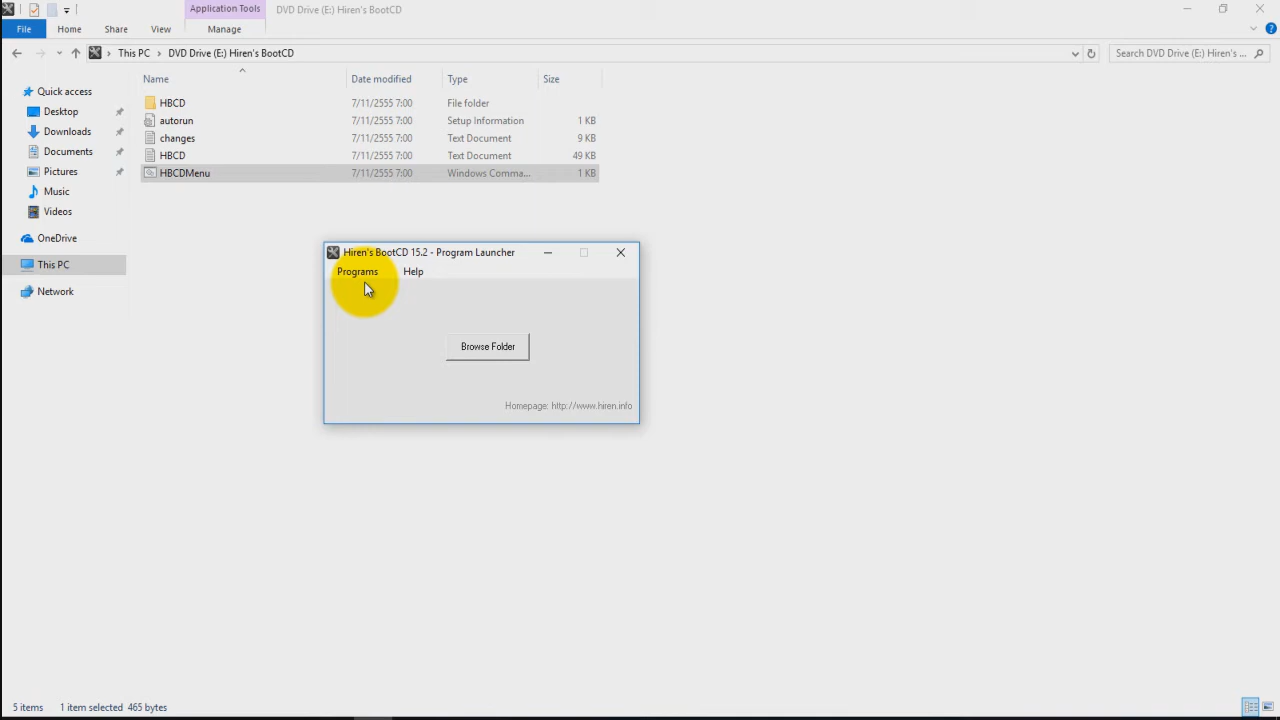 Application Tools
DVD Drive (E:) Hiren's BootCD
File
Home
Share
View
Manage
This PC
DVD Drive (E:) Hiren's BootCD
Search DVD Drive (E:) Hiren's ...
Name
Date modified
Type
Size
Quick access
Desktop
Downloads
Documents
Pictures
Music
Videos
OneDrive
This PC
Network
HBCD 7/11/2555 7:00 File folder
autorun 7/11/2555 7:00 Setup Information 1 KB
changes 7/11/2555 7:00 Text Document 9 KB
HBCD 7/11/2555 7:00 Text Document 49 KB
HBCDMenu 7/11/2555 7:00 Windows Comma... 1 KB
Hiren's BootCD 15.2 - Program Launcher
Programs Help
Browse Folder
Homepage: http://www.hiren.info
5 items 1 item selected 465 bytes